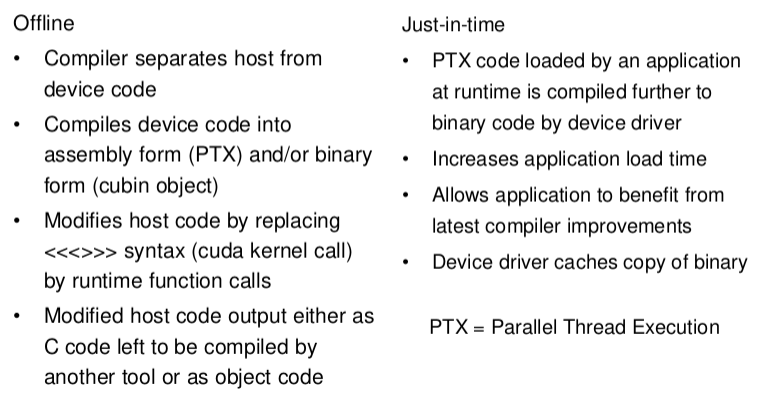 Offline
• Compiler separates host from
device code
• Compiles device code into
assembly form (PTX) and/or binary
form (cubin object)
• Modifies host code by replacing
<<<>>> syntax (cuda kernel call)
by runtime function calls
• Modified host code output either as
C code left to be compiled by
another tool or as object code
Just-in-time
• PTX code loaded by an application
at runtime is compiled further to
binary code by device driver
• Increases application load time
• Allows application to benefit from
latest compiler improvements
• Device driver caches copy of binary
PTX = Parallel Thread Execution